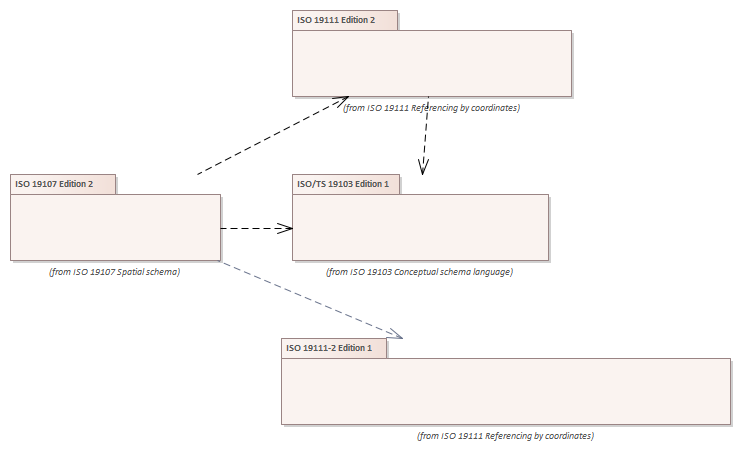 ISO 19111 Edition 2
(from ISO 19111 Referencing by coordinates)
ISO 19107 Edition 2
ISO/TS 19103 Edition 1
(from ISO 19107 Spatial schema)
(from ISO 19103 Conceptual schema language)
ISO 19111-2 Edition 1
(from ISO 19111 Referencing by coordinates)